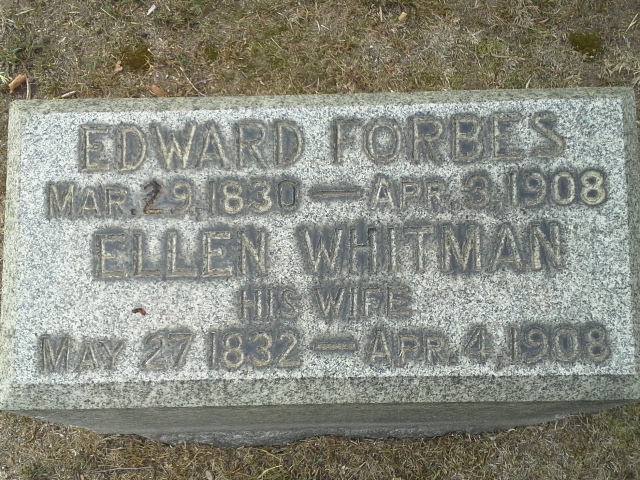 EDWARD FORBES
MAR. 29, 1830 — APR. 3, 1908
ELLEN WHITMAN
HIS WIFE
MAY 27 1832 — APR. 4, 1908